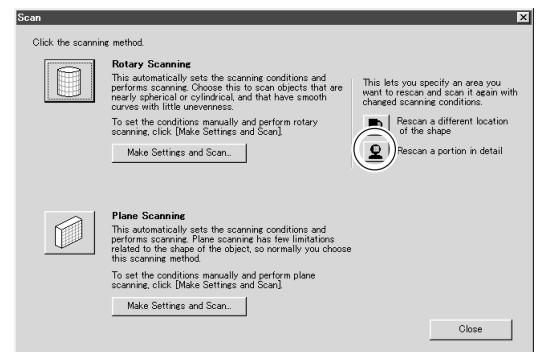 Scan
Click the scanning method.
Rotary Scanning
This automatically sets the scanning conditions and
performs scanning. Choose this to scan objects that are
nearly spherical or cylindrical, and that have smooth
curves with little unevenness.
To set the conditions manually and perform rotary
scanning, click [Make Settings and Scan].
Make Settings and Scan...
This lets you specify an area you
want to rescan and scan it again with
changed scanning conditions.
Rescan a different location
of the shape
Rescan a portion in detail
Plane Scanning
This automatically sets the scanning conditions and
performs scanning. Plane scanning has few limitations
related to the shape of the object, so normally you choose
this scanning method.
To set the conditions manually and perform plane
scanning, click [Make Settings and Scan].
Make Settings and Scan...
Close